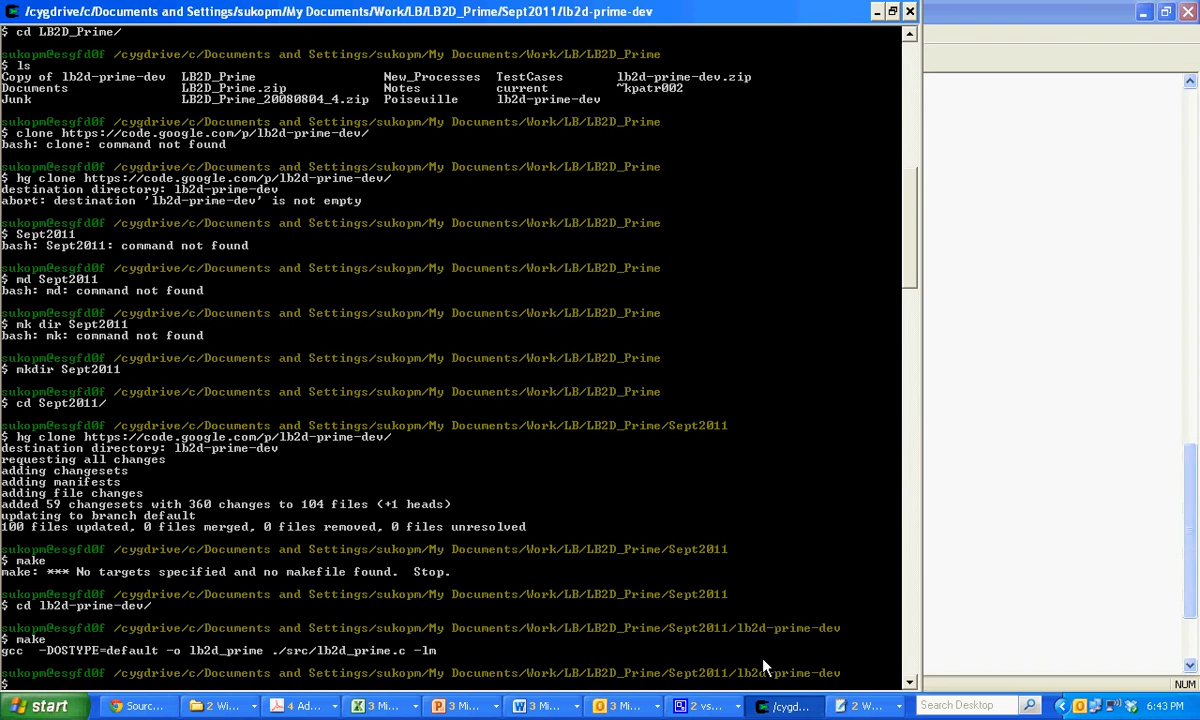 /cygdrive/c/Documents and Settings/sukopm/My Documents/Work/LB/LB2D_Prime/Sept2011/lb2d-prime-dev
$ cd LB2D_Prime/
sukopm@esgfd0f /cygdrive/c/Documents and Settings/sukopm/My Documents/Work/LB/LB2D_Prime
$ ls
Copy of lb2d-prime-dev LB2D_Prime New_Processes TestCases lb2d-prime-dev.zip
Documents LB2D_Prime.zip Notes current ~kpatr002
Junk LB2D_Prime_20080804_4.zip Poiseuille lb2d-prime-dev
sukopm@esgfd0f /cygdrive/c/Documents and Settings/sukopm/My Documents/Work/LB/LB2D_Prime
$ clone https://code.google.com/p/lb2d-prime-dev/
bash: clone: command not found
sukopm@esgfd0f /cygdrive/c/Documents and Settings/sukopm/My Documents/Work/LB/LB2D_Prime
$ hg clone https://code.google.com/p/lb2d-prime-dev/
destination directory: lb2d-prime-dev
abort: destination 'lb2d-prime-dev' is not empty
sukopm@esgfd0f /cygdrive/c/Documents and Settings/sukopm/My Documents/Work/LB/LB2D_Prime
$ Sept2011
bash: Sept2011: command not found
sukopm@esgfd0f /cygdrive/c/Documents and Settings/sukopm/My Documents/Work/LB/LB2D_Prime
$ md Sept2011
bash: md: command not found
sukopm@esgfd0f /cygdrive/c/Documents and Settings/sukopm/My Documents/Work/LB/LB2D_Prime
$ mk dir Sept2011
bash: mk: command not found
sukopm@esgfd0f /cygdrive/c/Documents and Settings/sukopm/My Documents/Work/LB/LB2D_Prime
$ mkdir Sept2011
sukopm@esgfd0f /cygdrive/c/Documents and Settings/sukopm/My Documents/Work/LB/LB2D_Prime
$ cd Sept2011/
sukopm@esgfd0f /cygdrive/c/Documents and Settings/sukopm/My Documents/Work/LB/LB2D_Prime/Sept2011
$ hg clone https://code.google.com/p/lb2d-prime-dev/
destination directory: lb2d-prime-dev
requesting all changes
adding changesets
adding manifests
adding file changes
added 59 changesets with 360 changes to 104 files (+1 heads)
updating to branch default
100 files updated, 0 files merged, 0 files removed, 0 files unresolved
sukopm@esgfd0f /cygdrive/c/Documents and Settings/sukopm/My Documents/Work/LB/LB2D_Prime/Sept2011
$ make
make: *** No targets specified and no makefile found.  Stop.
sukopm@esgfd0f /cygdrive/c/Documents and Settings/sukopm/My Documents/Work/LB/LB2D_Prime/Sept2011
$ cd lb2d-prime-dev/
sukopm@esgfd0f /cygdrive/c/Documents and Settings/sukopm/My Documents/Work/LB/LB2D_Prime/Sept2011/lb2d-prime-dev
$ make
gcc  -DOSTYPE=default -o lb2d_prime ./src/lb2d_prime.c -lm
sukopm@esgfd0f /cygdrive/c/Documents and Settings/sukopm/My Documents/Work/LB/LB2D_Prime/Sept2011/lb2d-prime-dev
$
NUM
start Sourc... 2 Wi... 4 Ad... 3 Mi... 3 Mi... 3 Mi... 3 Mi... 2 vs... /cygd... 2 W... Search Desktop 6:43 PM